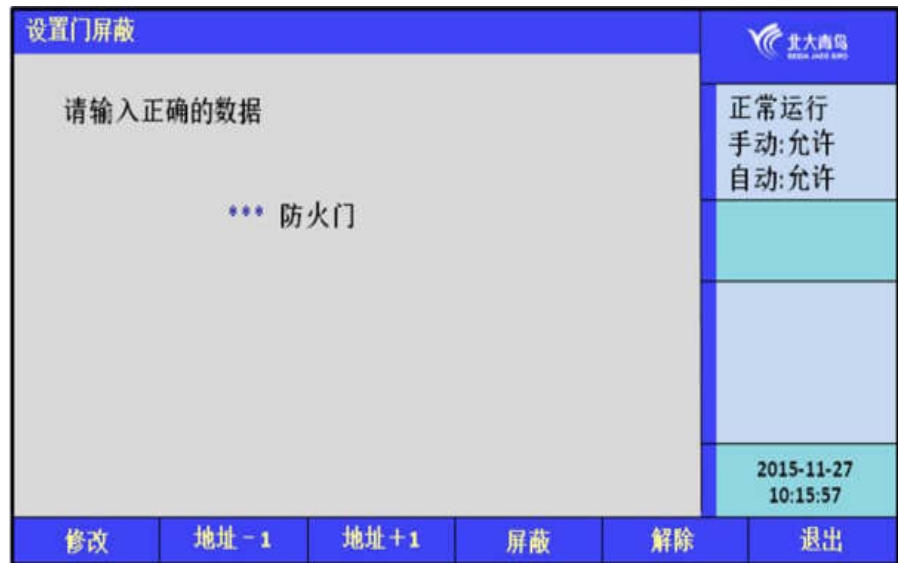 设置门屏蔽
北大青鸟
请输入正确的数据
*** 防火门
正常运行
手动:允许
自动:允许
2015-11-27
10:15:57
修改 地址-1 地址+1 屏蔽 解除 退出